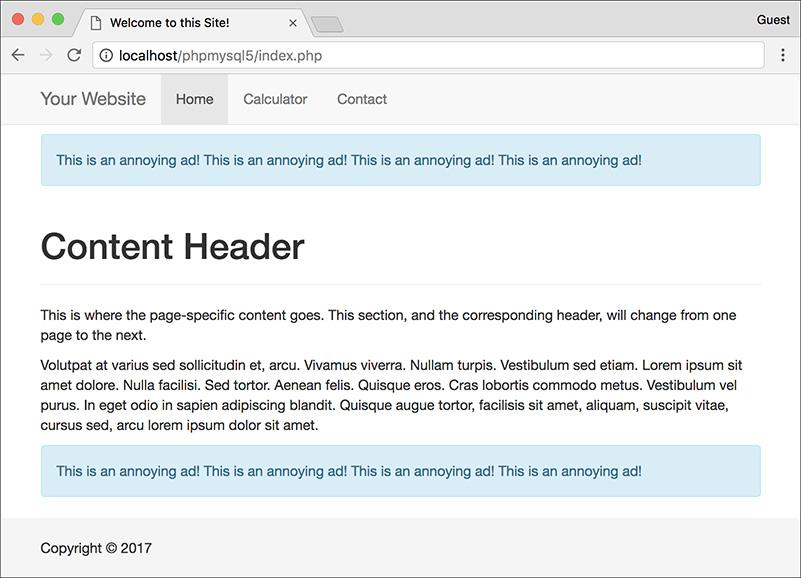 Welcome to this Site!
Guest
localhost/phpmysql5/index.php
Your Website Home Calculator Contact
This is an annoying ad! This is an annoying ad! This is an annoying ad! This is an annoying ad!
Content Header
This is where the page-specific content goes. This section, and the corresponding header, will change from one
page to the next.
Volutpat at varius sed sollicitudin et, arcu. Vivamus viverra. Nullam turpis. Vestibulum sed etiam. Lorem ipsum sit
amet dolore. Nulla facilisi. Sed tortor. Aenean felis. Quisque eros. Cras lobortis commodo metus. Vestibulum vel
purus. In eget odio in sapien adipiscing blandit. Quisque augue tortor, facilisis sit amet, aliquam, suscipit vitae,
cursus sed, arcu lorem ipsum dolor sit amet.
This is an annoying ad! This is an annoying ad! This is an annoying ad! This is an annoying ad!
Copyright © 2017